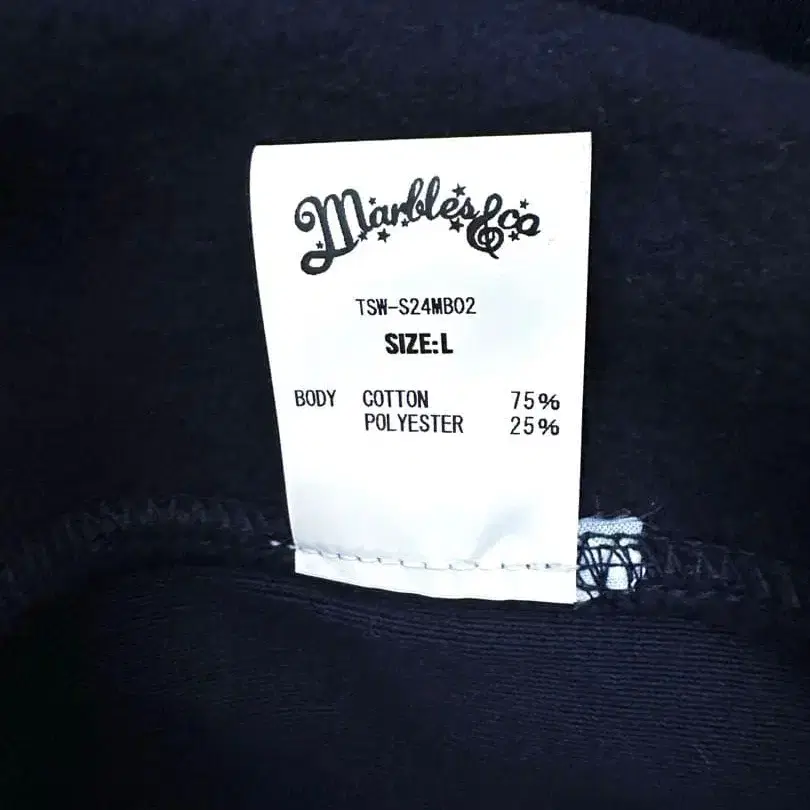 Marbles&co
TSW-S24MB02
SIZE:L
BODY COTTON 75%
POLYESTER 25%